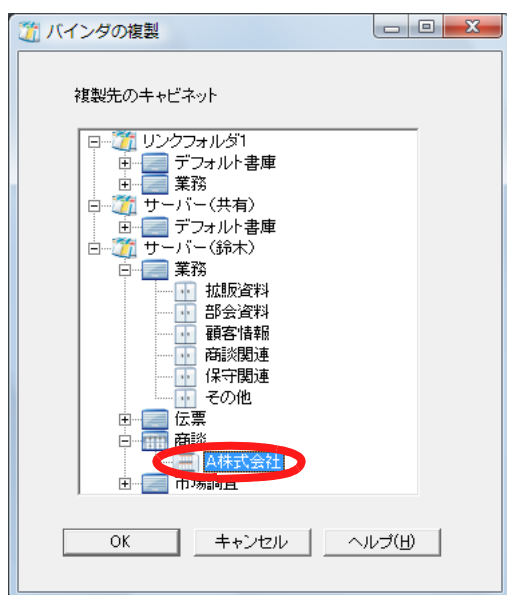 バインダの複製
複製先のキャビネット
リンクフォルダ1
デフォルト書庫
業務
サーバー(共有)
デフォルト書庫
サーバー(鈴木)
業務
拡販資料
部会資料
顧客情報
商談関連
保守関連
その他
伝票
商談
A株式会社
市場調査
OK キャンセル ヘルプ(H)